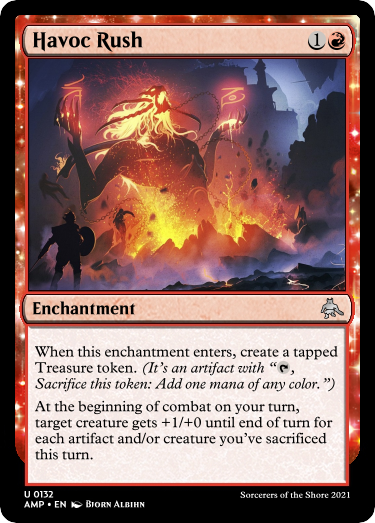 Havoc Rush
1
Enchantment
When this enchantment enters, create a tapped
Treasure token. (It's an artifact with “,
Sacrifice this token: Add one mana of any color.”)
At the beginning of combat on your turn,
target creature gets +1/+0 until end of turn for
each artifact and/or creature you've sacrificed
this turn.
U 0132
AMP • EN Bjorn Albihn
Sorcerers of the Shore 2021